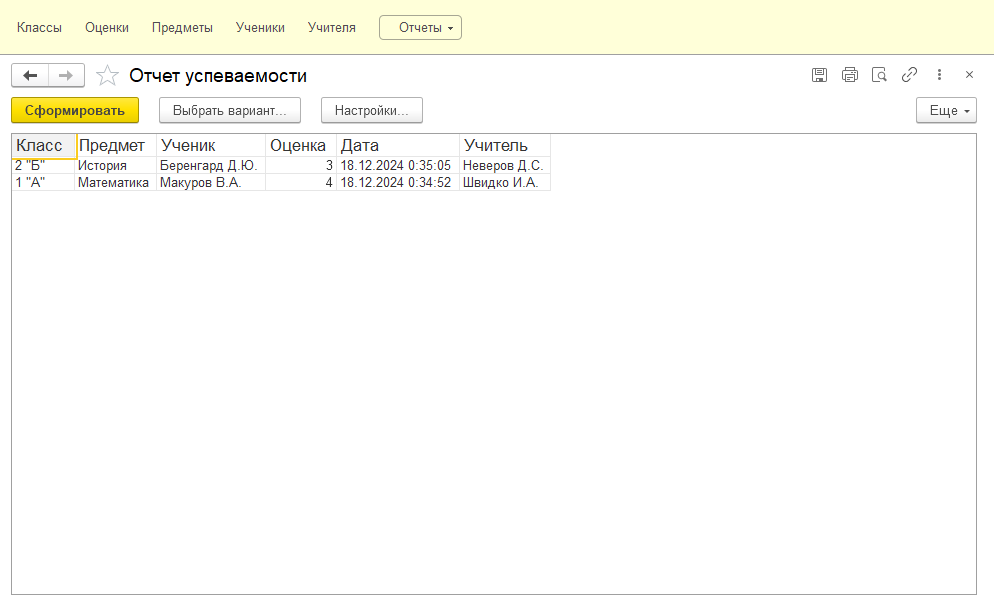 Классы Оценки Предметы Ученики Учителя Отчеты
Отчет успеваемости
Сформировать Выбрать вариант... Настройки... Еще
Класс Предмет Ученик Оценка Дата Учитель
2 "Б" История Беренгард Д.Ю. 3 18.12.2024 0:35:05 Неверов Д.С.
1 "А" Математика Макуров В.А. 4 18.12.2024 0:34:52 Швидко И.А.